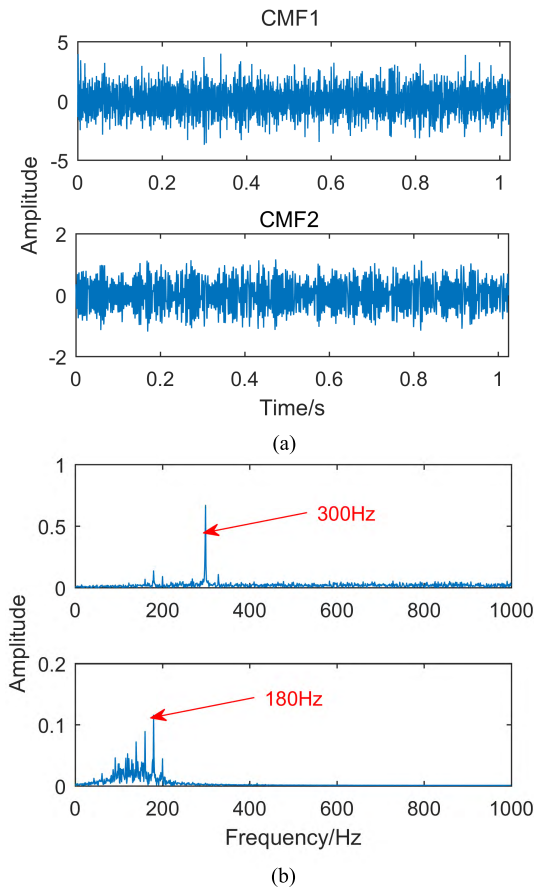 CMF1
5
0
-5
0 0.2 0.4 0.6 0.8 1
Amplitude
CMF2
2
0
-2
0 0.2 0.4 0.6 0.8 1
Time/s
(a)
1
0.5
0
300Hz
0 200 400 600 800 1000
Amplitude
0.2
0.1
0
180Hz
0 200 400 600 800 1000
Frequency/Hz
(b)